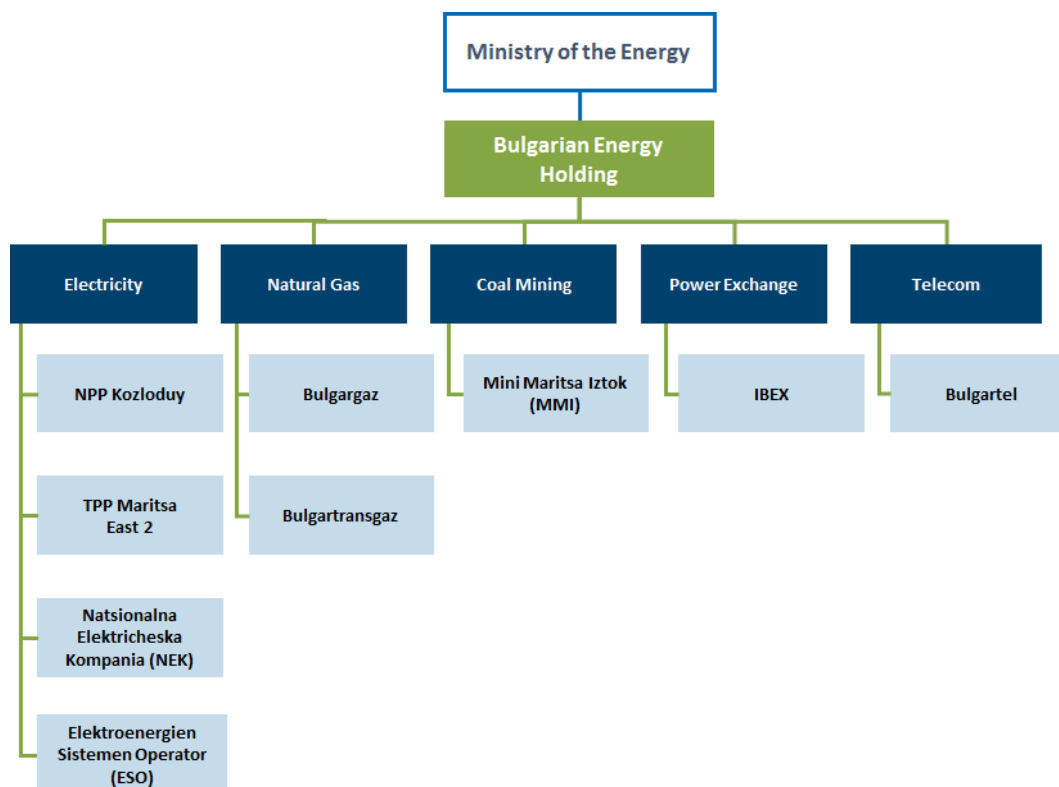 Ministry of the Energy
Bulgarian Energy
Holding
Electricity
Natural Gas
Coal Mining
Power Exchange
Telecom
NPP Kozloduy
Bulgargaz
Mini Maritsa Iztok
(MMI)
IBEX
Bulgartel
TPP Maritsa
East 2
Bulgartransgaz
Natsionalna
Elektricheska
Kompania (NEK)
Elektroenergien
Sistemen Operator
(ESO)